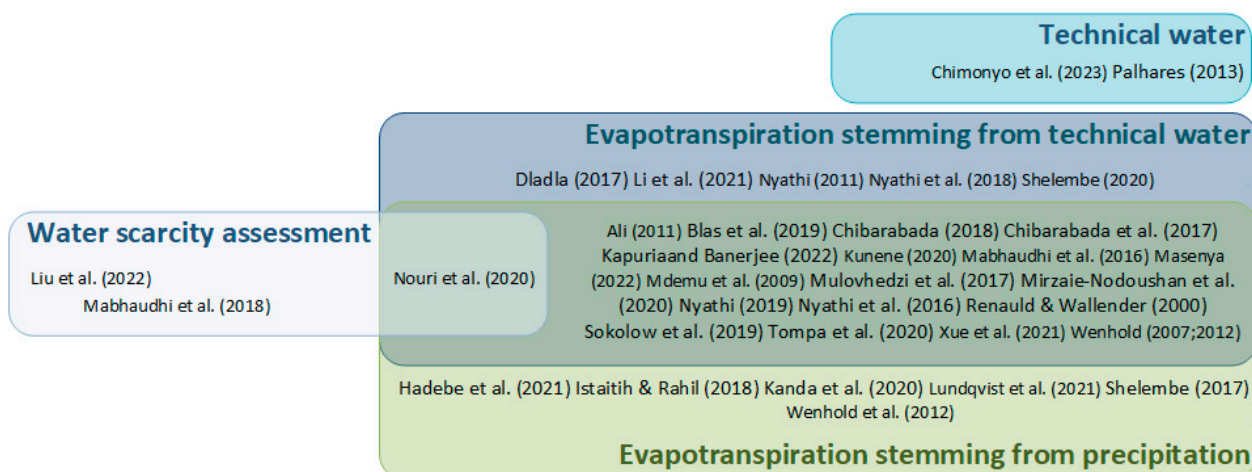 Technical water
Chimonyo et al. (2023) Palhares (2013)
Evapotranspiration stemming from technical water
Dladla (2017) Li et al. (2021) Nyathi (2011) Nyathi et al. (2018) Shelembe (2020)
Water scarcity assessment
Liu et al. (2022)
Mabhaudhi et al. (2018)
Nouri et al. (2020)
Ali (2011) Blas et al. (2019) Chibarabada (2018) Chibarabada et al. (2017)
Kapuriaand Banerjee (2022) Kunene (2020) Mabhaudhi et al. (2016) Masenya
(2022) Mdemu et al. (2009) Mulovhedzi et al. (2017) Mirzaie-Nodoushan et al.
(2020) Nyathi (2019) Nyathi et al. (2016) Renauld & Wallender (2000)
Sokolow et al. (2019) Tompa et al. (2020) Xue et al. (2021) Wenhold (2007;2012)
Hadebe et al. (2021) Istaitih & Rahil (2018) Kanda et al. (2020) Lundqvist et al. (2021) Shelembe (2017)
Wenhold et al. (2012)
Evapotranspiration stemming from precipitation